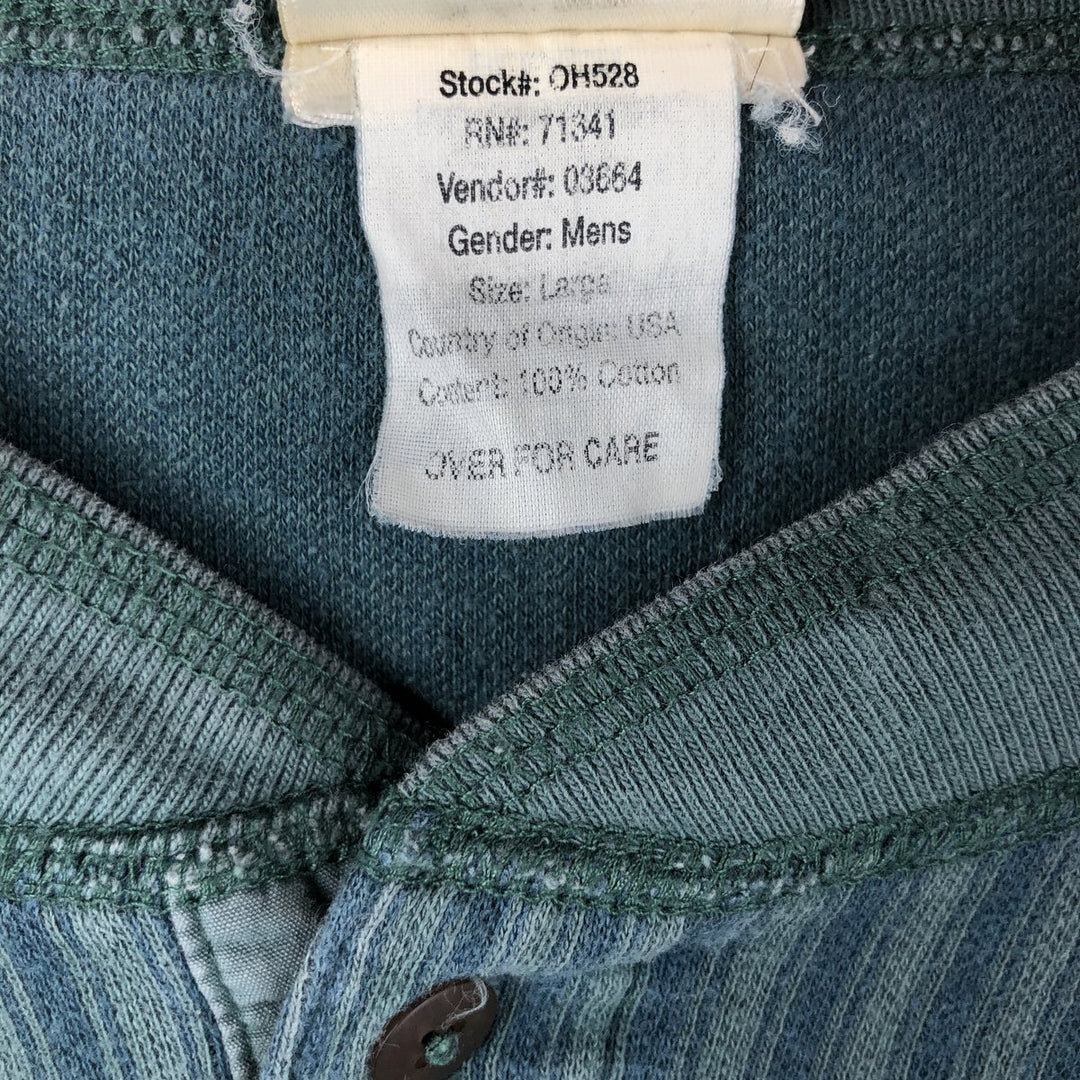 Stock#: OH528
RN#: 71341
Vendor#: 03664
Gender: Mens
Size: Large
Country of Origin: USA
Content: 100% Cotton
OVER FOR CARE